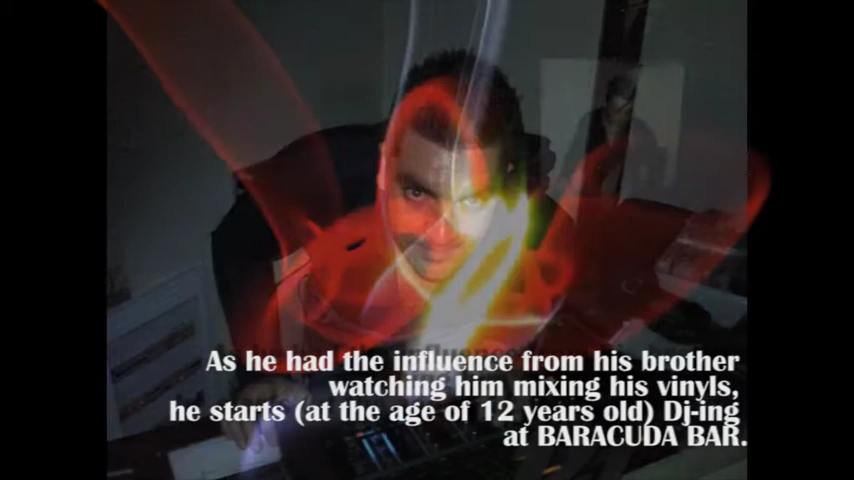 As he had the influence from his brother
watching him mixing his vinyls,
he starts (at the age of 12 years old) Dj-ing
at BARACUDA BAR.